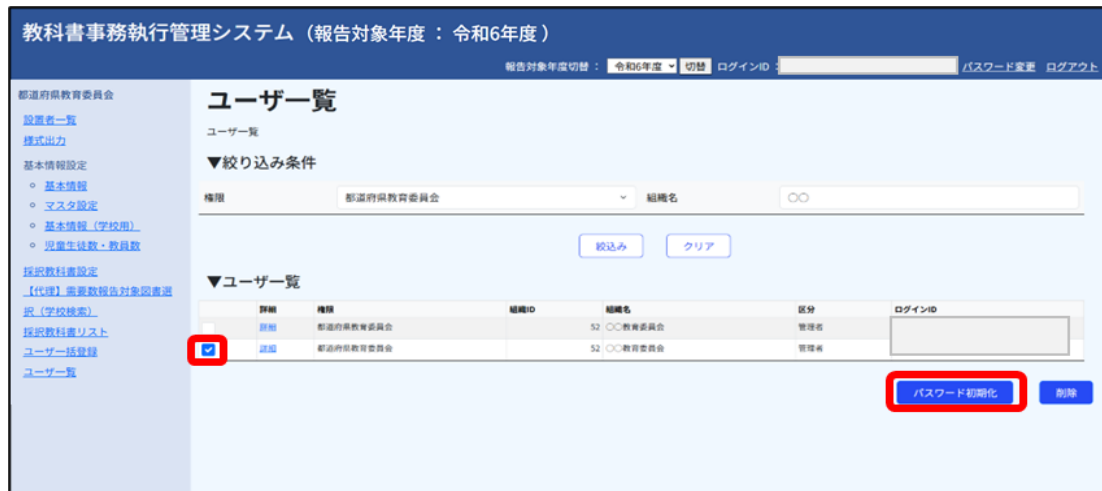 教科書事務執行管理システム（報告対象年度 ： 令和6年度 ）
報告対象年度切替 ： 令和6年度 切替 ログインID : パスワード変更 ログアウト
都道府県教育委員会
設置者一覧
様式出力
基本情報設定
基本情報
マスタ設定
基本情報（学校用）
児童生徒数・教員数
採択教科書設定
【代理】需要数報告対象図書選
択（学校検索）
採択教科書リスト
ユーザ一括登録
ユーザ一覧
ユーザ一覧
ユーザ一覧
▼絞り込み条件
権限 都道府県教育委員会 組織名 〇〇
絞込み クリア
▼ユーザ一覧
詳細 権限 組織ID 組織名 区分 ログインID
詳細 都道府県教育委員会 52 〇〇教育委員会 管理者
詳細 都道府県教育委員会 52 〇〇教育委員会 管理者
パスワード初期化 削除